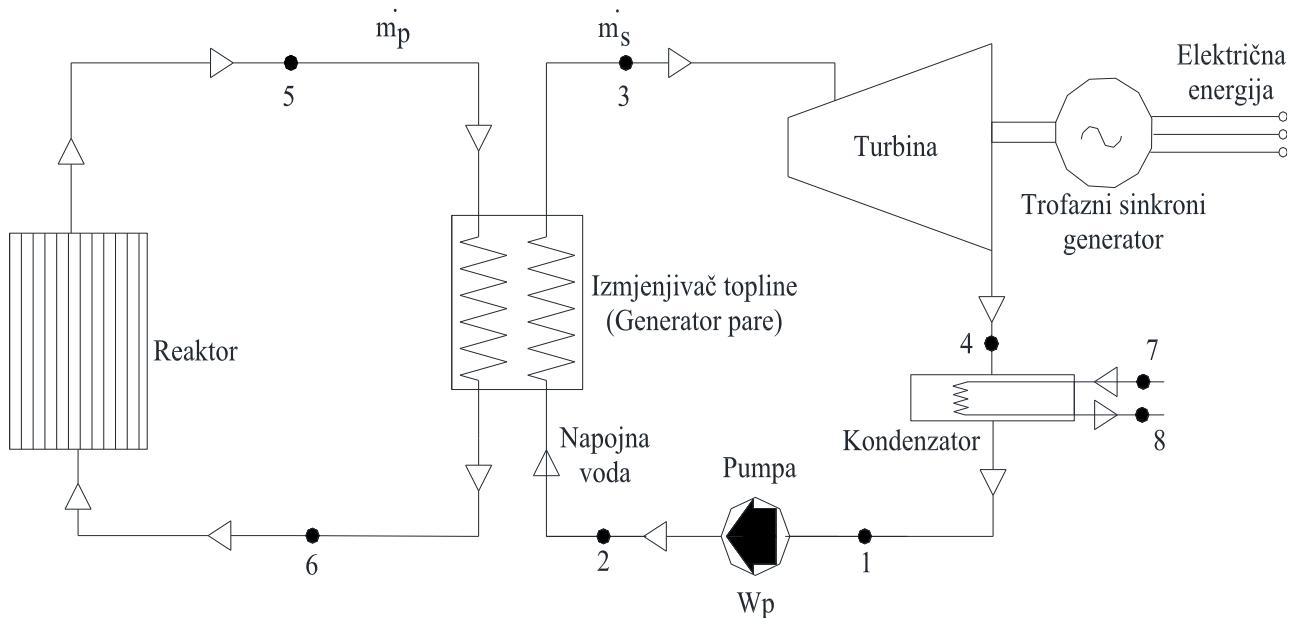 ṁp
ṁs
5
3
Električna
energija
Turbina
Trofazni sinkroni
generator
Izmjenjivač topline
(Generator pare)
Reaktor
4
7
8
Kondenzator
Napojna
voda
Pumpa
6
2
1
Wp